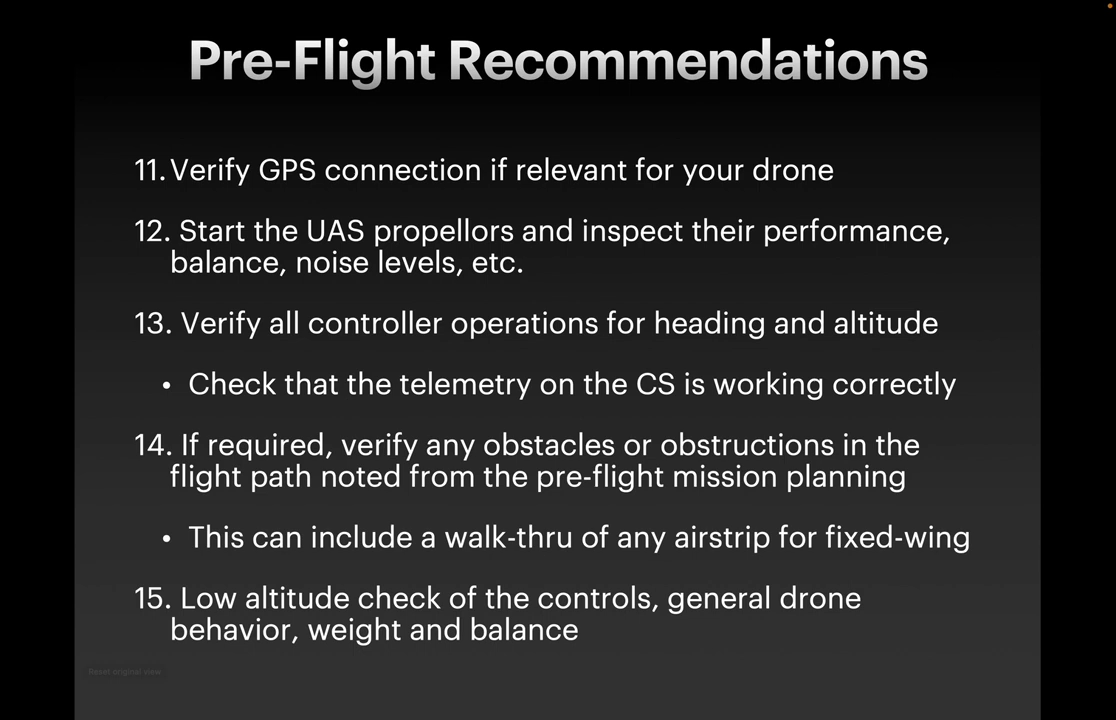 Pre-Flight Recommendations
11. Verify GPS connection if relevant for your drone
12. Start the UAS propellors and inspect their performance,
balance, noise levels, etc.
13. Verify all controller operations for heading and altitude
• Check that the telemetry on the CS is working correctly
14. If required, verify any obstacles or obstructions in the
flight path noted from the pre-flight mission planning
• This can include a walk-thru of any airstrip for fixed-wing
15. Low altitude check of the controls, general drone
behavior, weight and balance
Reset original view